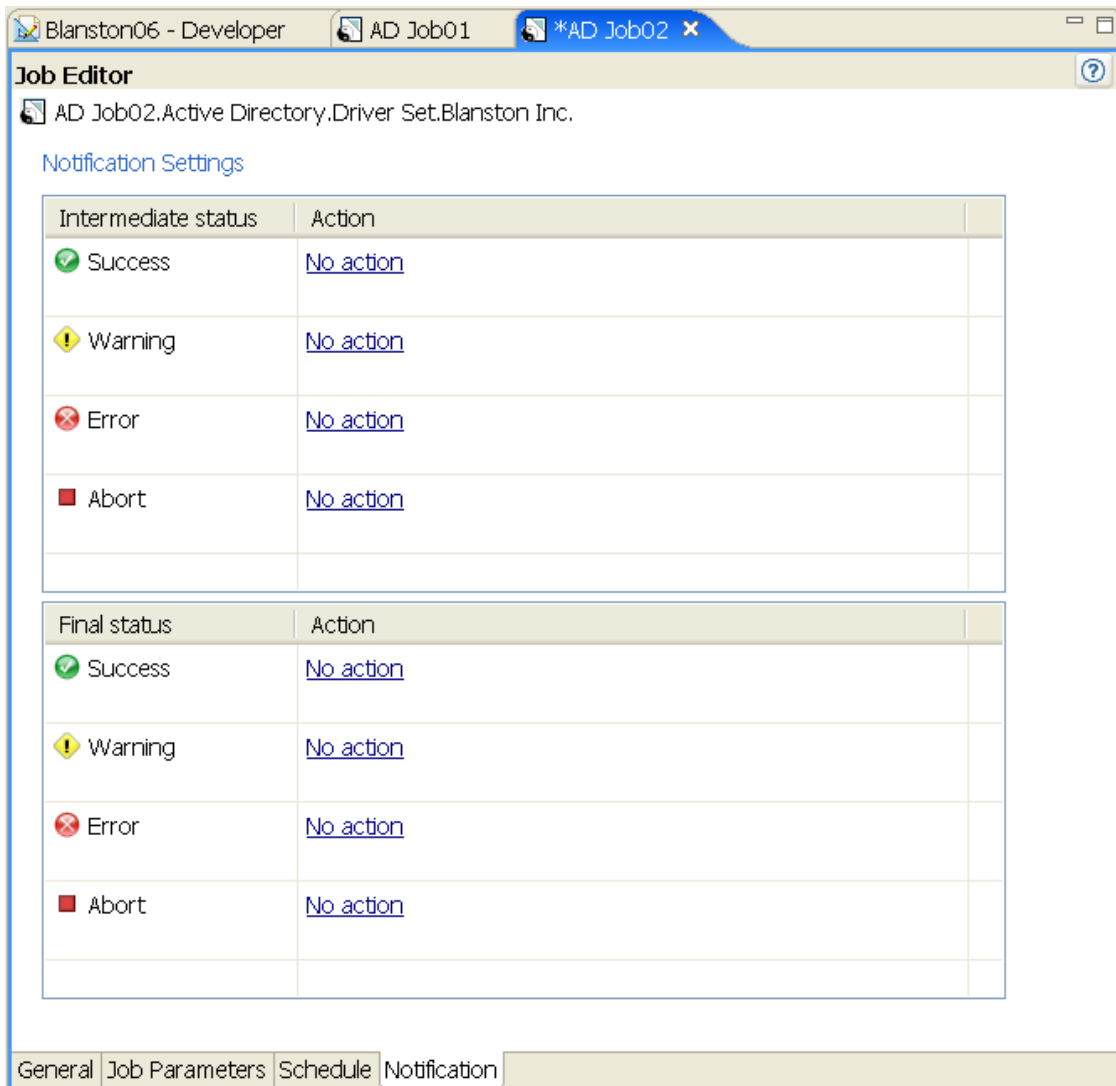 Blanston06 - Developer AD Job01 *AD Job02
Job Editor
AD Job02.Active Directory.Driver Set.Blanston Inc.
Notification Settings
Intermediate status Action
Success No action
Warning No action
Error No action
Abort No action
Final status Action
Success No action
Warning No action
Error No action
Abort No action
General Job Parameters Schedule Notification